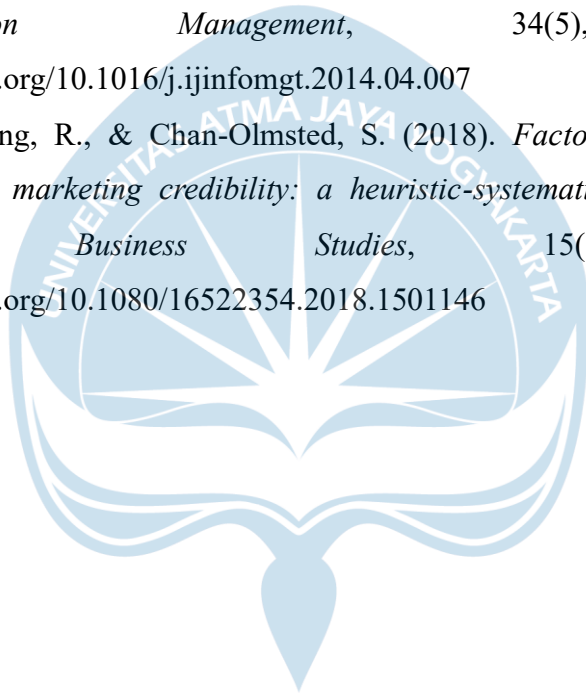 on Management, 34(5),
.org/10.1016/j.ijinfomgt.2014.04.007
ng, R., & Chan-Olmsted, S. (2018). Facto
marketing credibility: a heuristic-systemati
Business Studies, 15(
.org/10.1080/16522354.2018.1501146
UNIVERSITAS ATMA JAYA YOGYAKARTA